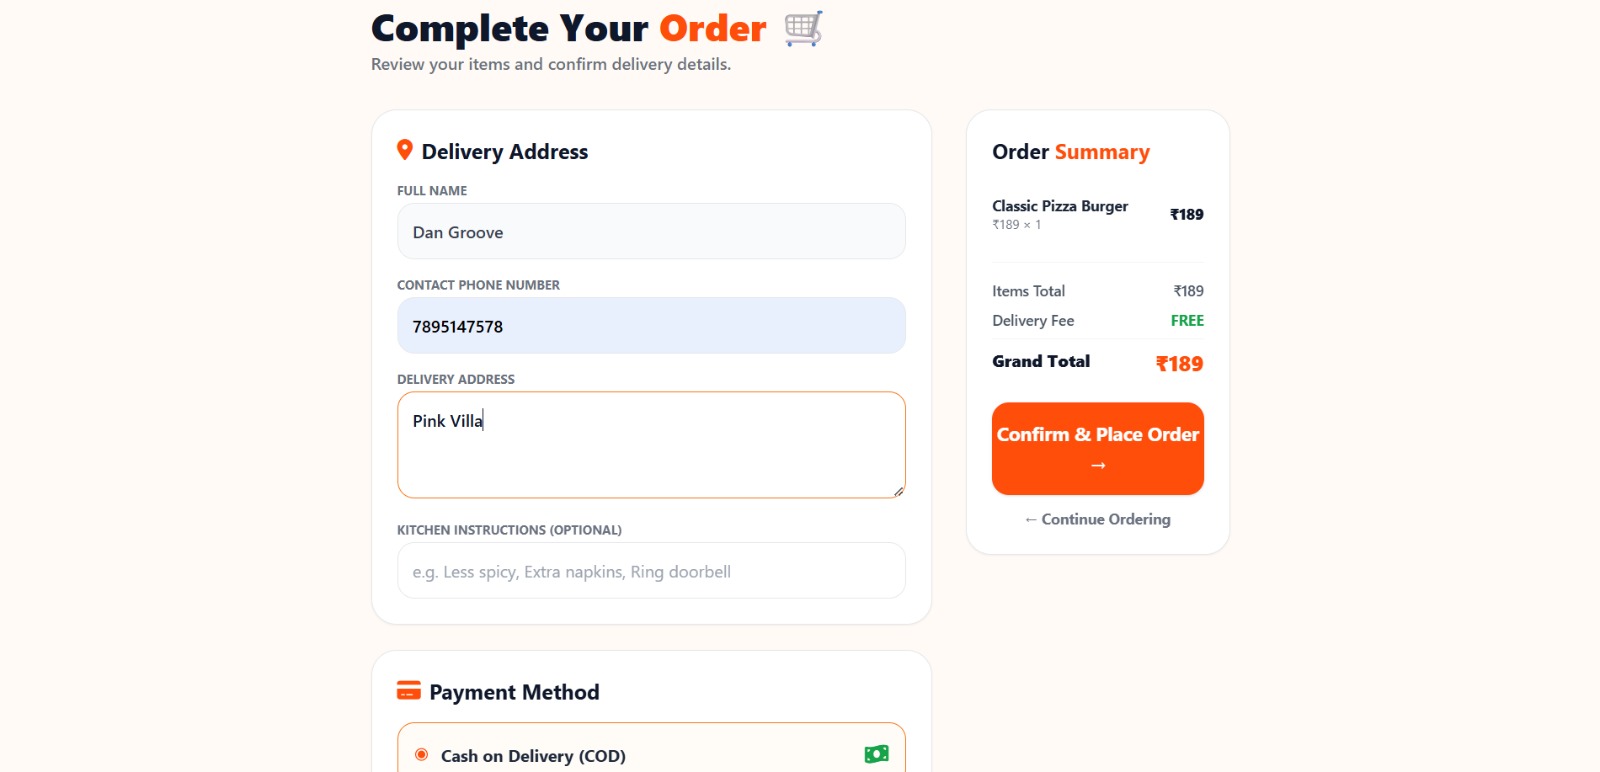 Complete Your Order
Review your items and confirm delivery details.
Delivery Address
FULL NAME
Dan Groove
CONTACT PHONE NUMBER
7895147578
DELIVERY ADDRESS
Pink Villa
KITCHEN INSTRUCTIONS (OPTIONAL)
e.g. Less spicy, Extra napkins, Ring doorbell
Payment Method
Cash on Delivery (COD)
Order Summary
Classic Pizza Burger ₹189
₹189 × 1
Items Total ₹189
Delivery Fee FREE
Grand Total ₹189
Confirm & Place Order
→
← Continue Ordering